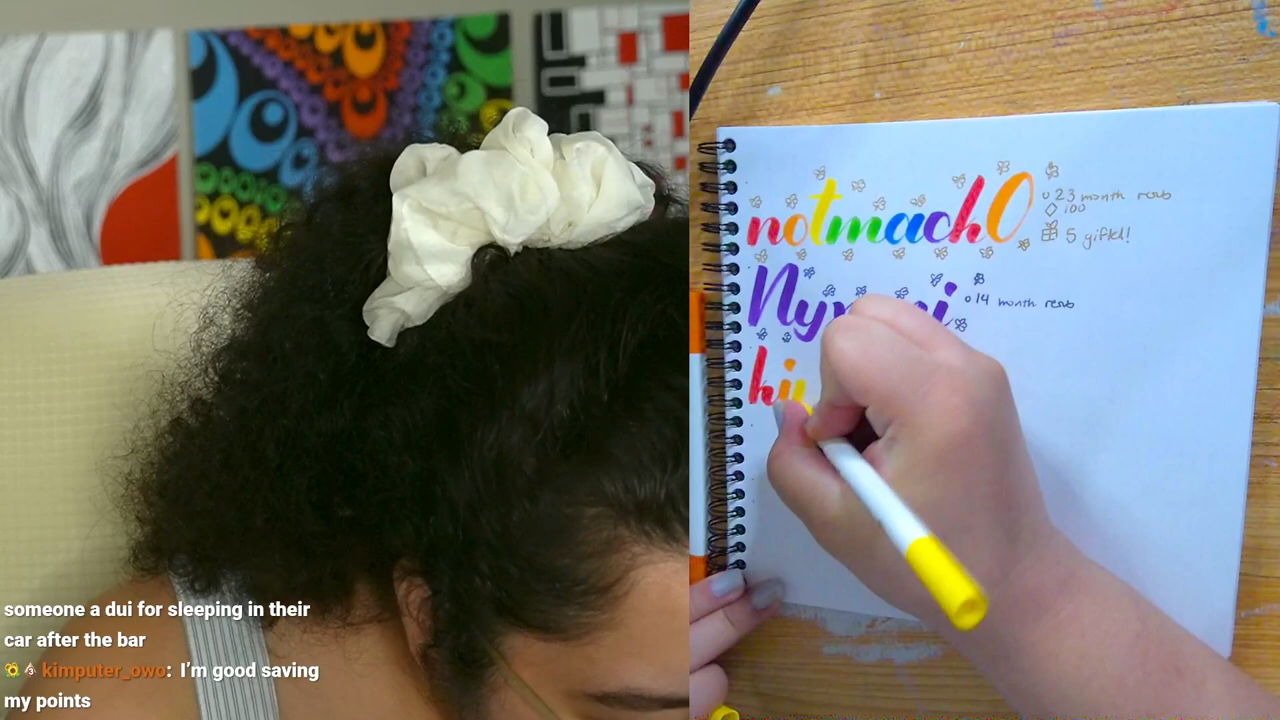 notmachO
23 month resub
100
5 gifted!
14 month resub
someone a dui for sleeping in their
car after the bar
kimputer_owo: I'm good saving
my points